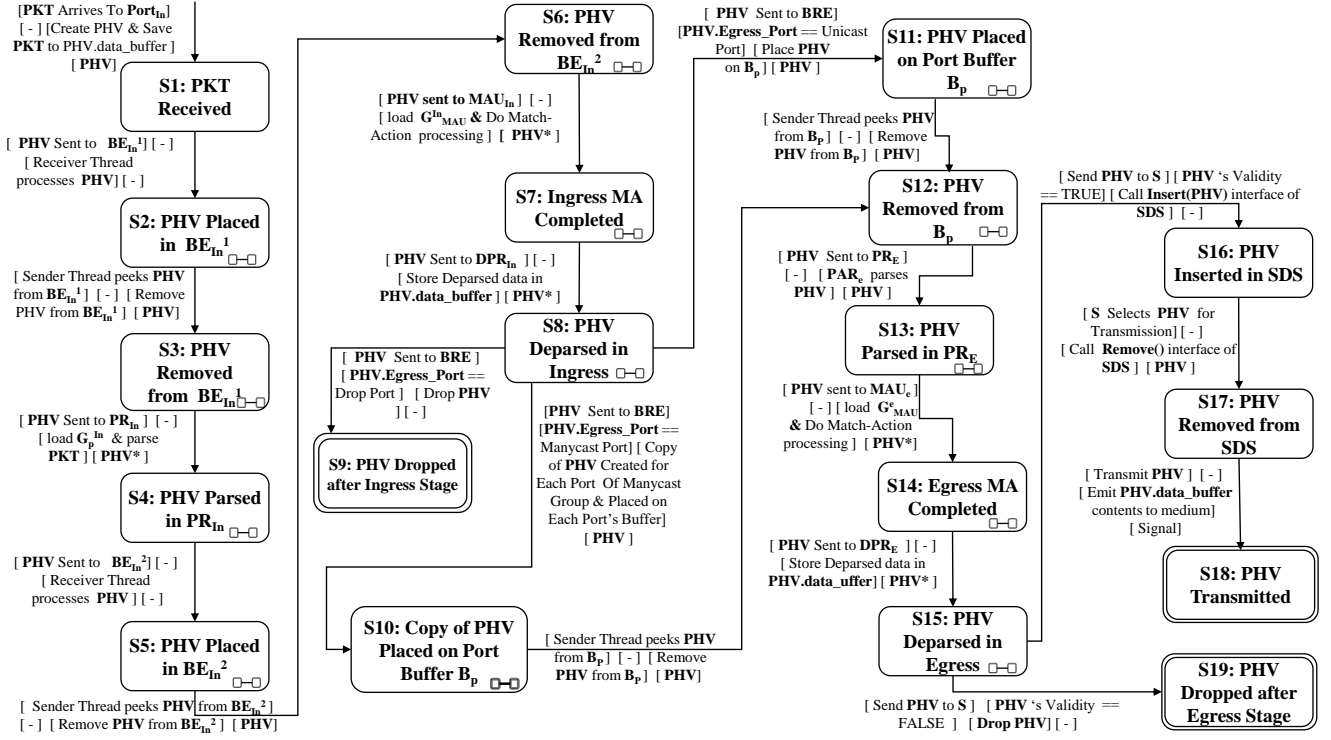 [PKT Arrives To Port_In]
[ - ] [Create PHV & Save
PKT to PHV.data_buffer ]
[ PHV]
S1: PKT
Received
[ PHV Sent to BE_In^1] [ - ]
[ Receiver Thread
processes PHV] [ - ]
S2: PHV Placed
in BE_In^1
[ Sender Thread peeks PHV
from BE_In^1 ] [ - ] [ Remove
PHV from BE_In^1 ] [ PHV]
S3: PHV
Removed
from BE_In^1
[ PHV Sent to PR_In ] [ - ]
[ load G_p^In & parse
PKT ] [ PHV* ]
S4: PHV Parsed
in PR_In
[ PHV Sent to BE_In^2] [ - ]
[ Receiver Thread
processes PHV ] [ - ]
S5: PHV Placed
in BE_In^2
[ Sender Thread peeks PHV from BE_In^2 ]
[ - ] [ Remove PHV from BE_In^2 ] [ PHV]
S6: PHV
Removed from
BE_In^2
[ PHV sent to MAU_In ] [ - ]
[ load G^In_MAU & Do Match-
Action processing ] [ PHV* ]
S7: Ingress MA
Completed
[ PHV Sent to DPR_In ] [ - ]
[ Store Deparsed data in
PHV.data_buffer ] [ PHV* ]
S8: PHV
Deparsed in
Ingress
[ PHV Sent to BRE ]
[ PHV.Egress_Port ==
Drop Port ] [ Drop PHV
] [ - ]
S9: PHV Dropped
after Ingress Stage
[PHV Sent to BRE]
[PHV.Egress_Port ==
Manycast Port] [ Copy
of PHV Created for
Each Port Of Manycast
Group & Placed on
Each Port's Buffer]
[ PHV ]
S10: Copy of PHV
Placed on Port
Buffer B_p
[ Sender Thread peeks PHV
from B_P ] [ - ] [ Remove
PHV from B_P ] [ PHV]
[ PHV Sent to BRE ]
[PHV.Egress_Port == Unicast
Port] [ Place PHV
on B_p ] [ PHV ]
S11: PHV Placed
on Port Buffer
B_p
[ Sender Thread peeks PHV
from B_P ] [ - ] [ Remove
PHV from B_P ] [ PHV]
S12: PHV
Removed from
B_p
[ PHV Sent to PR_E ]
[ - ] [ PAR_e parses
PHV ] [ PHV ]
S13: PHV
Parsed in PR_E
[ PHV sent to MAU_e ]
[ - ] [ load G^e_MAU
& Do Match-Action
processing ] [ PHV*]
S14: Egress MA
Completed
[ PHV Sent to DPR_E ] [ - ]
[ Store Deparsed data in
PHV.data_uffer] [ PHV* ]
S15: PHV
Deparsed in
Egress
[ Send PHV to S ] [ PHV 's Validity
== TRUE] [ Call Insert(PHV) interface of
SDS ] [ - ]
S16: PHV
Inserted in SDS
[ S Selects PHV for
Transmission] [ - ]
[ Call Remove() interface of
SDS ] [ PHV ]
S17: PHV
Removed from
SDS
[ Transmit PHV ] [ - ]
[ Emit PHV.data_buffer
contents to medium]
[ Signal]
S18: PHV
Transmitted
[ Send PHV to S ] [ PHV 's Validity ==
FALSE ] [ Drop PHV] [ - ]
S19: PHV
Dropped after
Egress Stage